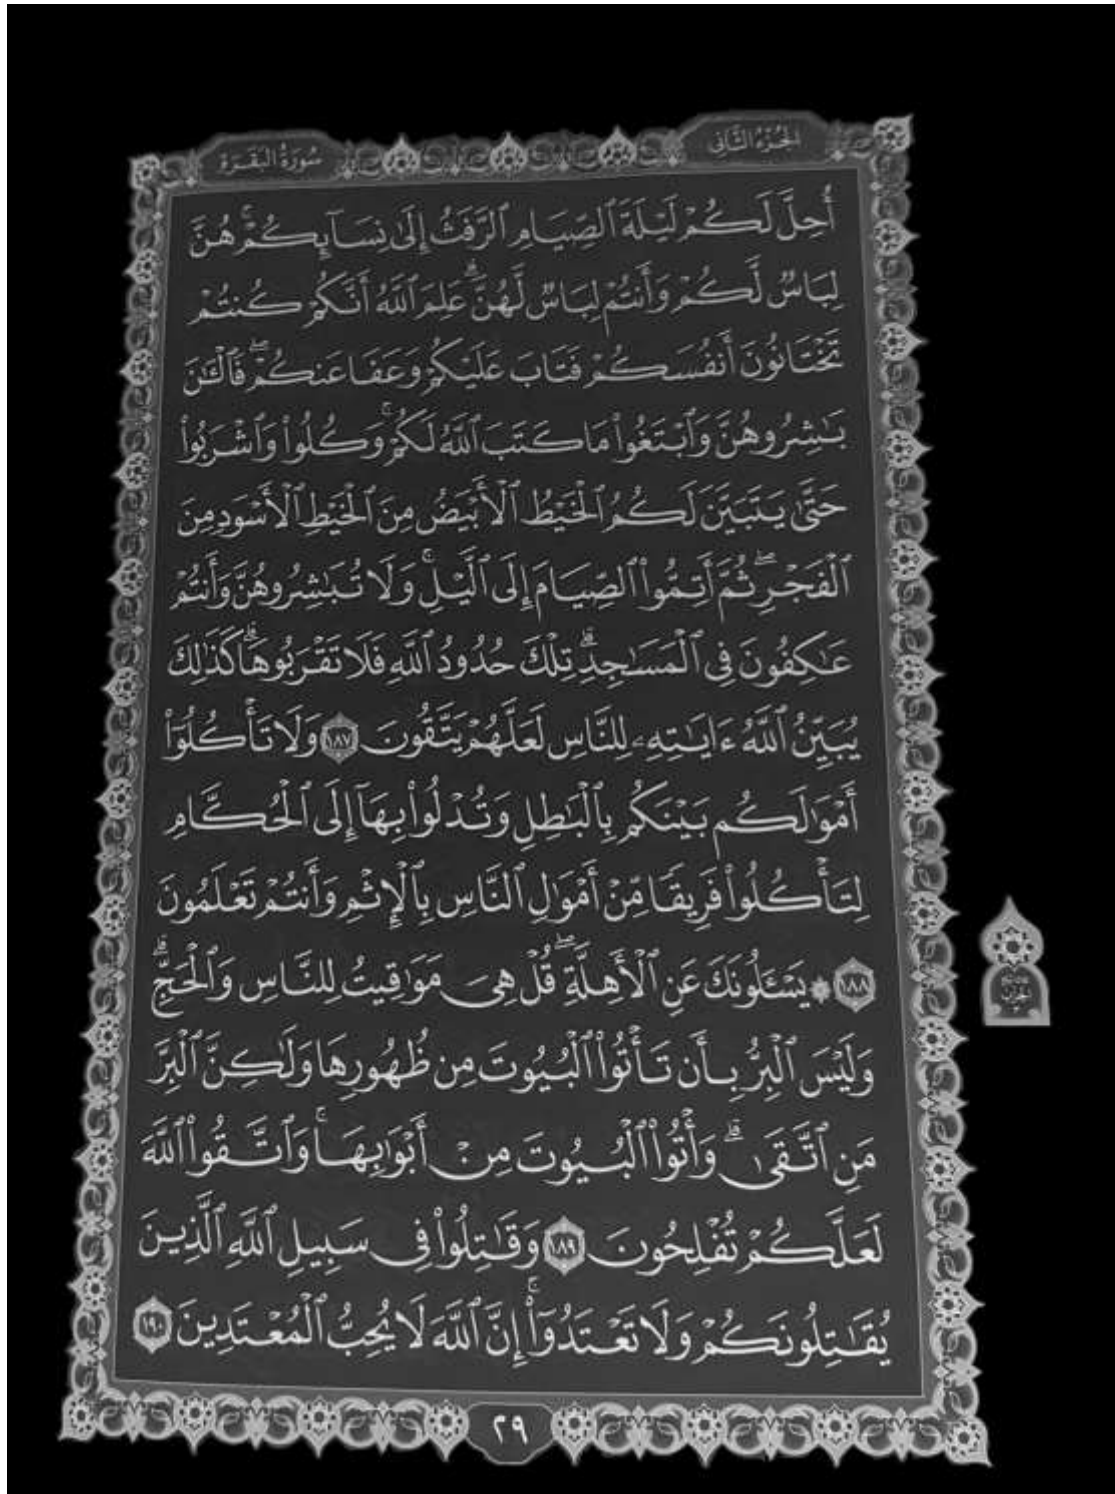 الجزء الثاني
سورة البقرة
أُحِلَّ لَكُمْ لَيْلَةَ ٱلصِّيَامِ ٱلرَّفَثُ إِلَىٰ نِسَآئِكُمْ ۚ هُنَّ
لِبَاسٌ لَّكُمْ وَأَنتُمْ لِبَاسٌ لَّهُنَّ ۗ عَلِمَ ٱللَّهُ أَنَّكُمْ كُنتُمْ
تَخْتَانُونَ أَنفُسَكُمْ فَتَابَ عَلَيْكُمْ وَعَفَا عَنكُمْ ۖ فَٱلْـَٔـٰنَ
بَـٰشِرُوهُنَّ وَٱبْتَغُوا۟ مَا كَتَبَ ٱللَّهُ لَكُمْ ۚ وَكُلُوا۟ وَٱشْرَبُوا۟
حَتَّىٰ يَتَبَيَّنَ لَكُمُ ٱلْخَيْطُ ٱلْأَبْيَضُ مِنَ ٱلْخَيْطِ ٱلْأَسْوَدِ مِنَ
ٱلْفَجْرِ ۖ ثُمَّ أَتِمُّوا۟ ٱلصِّيَامَ إِلَى ٱلَّيْلِ ۚ وَلَا تُبَـٰشِرُوهُنَّ وَأَنتُمْ
عَـٰكِفُونَ فِى ٱلْمَسَـٰجِدِ ۗ تِلْكَ حُدُودُ ٱللَّهِ فَلَا تَقْرَبُوهَا ۗ كَذَٰلِكَ
يُبَيِّنُ ٱللَّهُ ءَايَـٰتِهِۦ لِلنَّاسِ لَعَلَّهُمْ يَتَّقُونَ ١٨٧ وَلَا تَأْكُلُوٓا۟
أَمْوَٰلَكُم بَيْنَكُم بِٱلْبَـٰطِلِ وَتُدْلُوا۟ بِهَآ إِلَى ٱلْحُكَّامِ
لِتَأْكُلُوا۟ فَرِيقًا مِّنْ أَمْوَٰلِ ٱلنَّاسِ بِٱلْإِثْمِ وَأَنتُمْ تَعْلَمُونَ
١٨٨ ۞ يَسْـَٔلُونَكَ عَنِ ٱلْأَهِلَّةِ ۖ قُلْ هِىَ مَوَٰقِيتُ لِلنَّاسِ وَٱلْحَجِّ ۗ
وَلَيْسَ ٱلْبِرُّ بِأَن تَأْتُوا۟ ٱلْبُيُوتَ مِن ظُهُورِهَا وَلَـٰكِنَّ ٱلْبِرَّ
مَنِ ٱتَّقَىٰ ۗ وَأْتُوا۟ ٱلْبُيُوتَ مِنْ أَبْوَٰبِهَا ۚ وَٱتَّقُوا۟ ٱللَّهَ
لَعَلَّكُمْ تُفْلِحُونَ ١٨٩ وَقَـٰتِلُوا۟ فِى سَبِيلِ ٱللَّهِ ٱلَّذِينَ
يُقَـٰتِلُونَكُمْ وَلَا تَعْتَدُوٓا۟ ۚ إِنَّ ٱللَّهَ لَا يُحِبُّ ٱلْمُعْتَدِينَ ١٩٠
٢٩